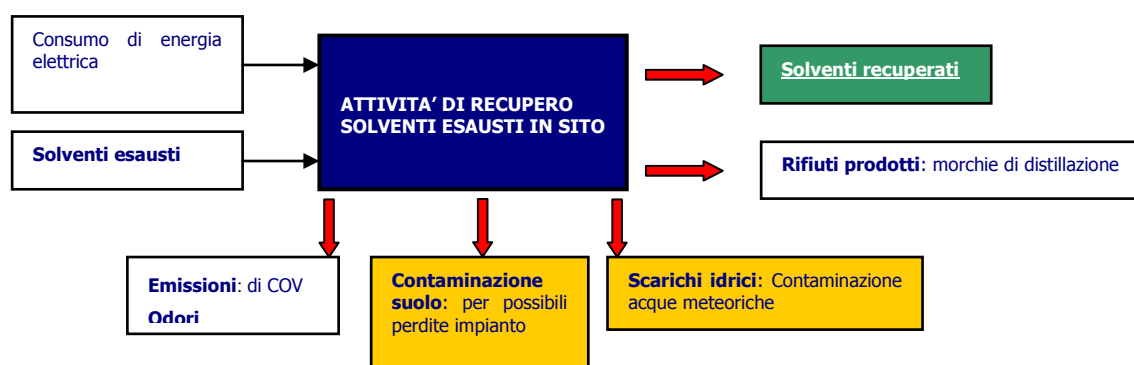 Consumo di energia
elettrica
Solventi esausti
ATTIVITA’ DI RECUPERO
SOLVENTI ESAUSTI IN SITO
Solventi recuperati
Rifiuti prodotti: morchie di distillazione
Emissioni: di COV
Odori
Contaminazione
suolo: per possibili
perdite impianto
Scarichi idrici: Contaminazione
acque meteoriche